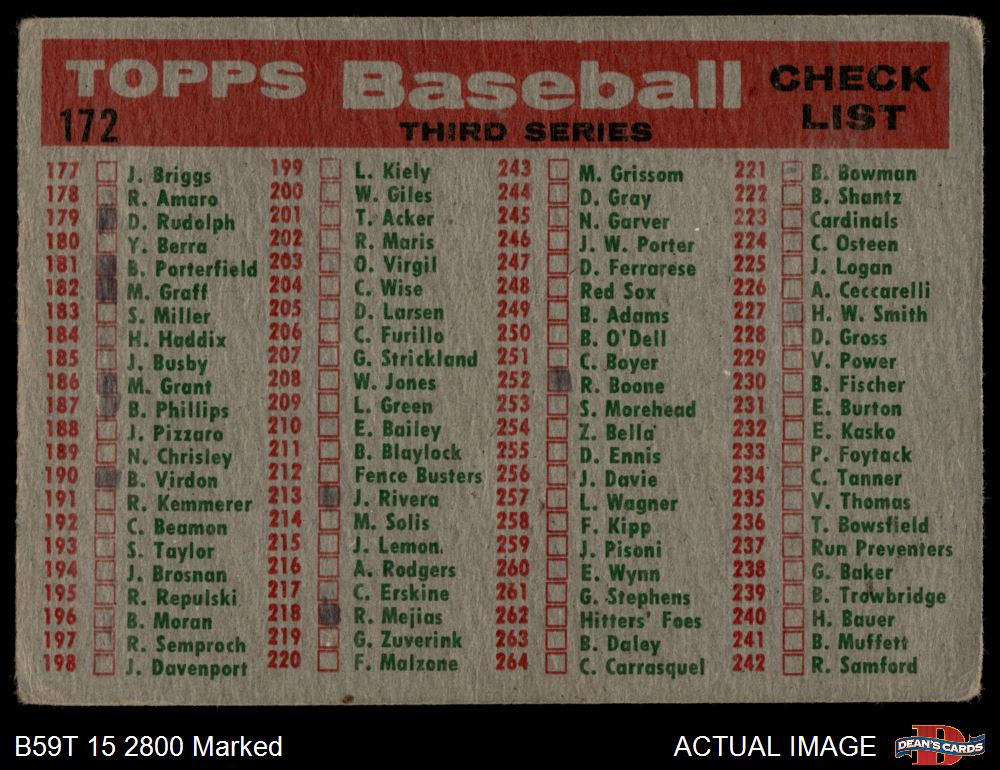 TOPPS Baseball CHECK LIST
172 THIRD SERIES
177 J. Briggs
178 R. Amaro
179 D. Rudolph
180 Y. Berra
181 B. Porterfield
182 M. Graff
183 S. Miller
184 H. Haddix
185 J. Busby
186 M. Grant
187 B. Phillips
188 J. Pizzaro
189 N. Chrisley
190 B. Virdon
191 R. Kemmerer
192 C. Beamon
193 S. Taylor
194 J. Brosnan
195 R. Repulski
196 B. Moran
197 R. Semproch
198 J. Davenport
199 L. Kiely
200 W. Giles
201 T. Acker
202 R. Maris
203 O. Virgil
204 C. Wise
205 D. Larsen
206 C. Furillo
207 G. Strickland
208 W. Jones
209 L. Green
210 E. Bailey
211 B. Blaylock
212 Fence Busters
213 J. Rivera
214 M. Solis
215 J. Lemon
216 A. Rodgers
217 C. Erskine
218 R. Mejias
219 G. Zuverink
220 F. Malzone
243 M. Grissom
244 D. Gray
245 N. Garver
246 J. W. Porter
247 D. Ferrarese
248 Red Sox
249 B. Adams
250 B. O'Dell
251 C. Boyer
252 R. Boone
253 S. Morehead
254 Z. Bella
255 D. Ennis
256 J. Davie
257 L. Wagner
258 F. Kipp
259 J. Pisoni
260 E. Wynn
261 G. Stephens
262 Hitters' Foes
263 B. Daley
264 C. Carrasquel
221 B. Bowman
222 B. Shantz
223 Cardinals
224 C. Osteen
225 J. Logan
226 A. Ceccarelli
227 H. W. Smith
228 D. Gross
229 V. Power
230 B. Fischer
231 E. Burton
232 E. Kasko
233 P. Foytack
234 C. Tanner
235 V. Thomas
236 T. Bowsfield
237 Run Preventers
238 G. Baker
239 B. Trowbridge
240 H. Bauer
241 B. Muffett
242 R. Samford
B59T 15 2800 Marked
ACTUAL IMAGE
DEAN'S CARDS